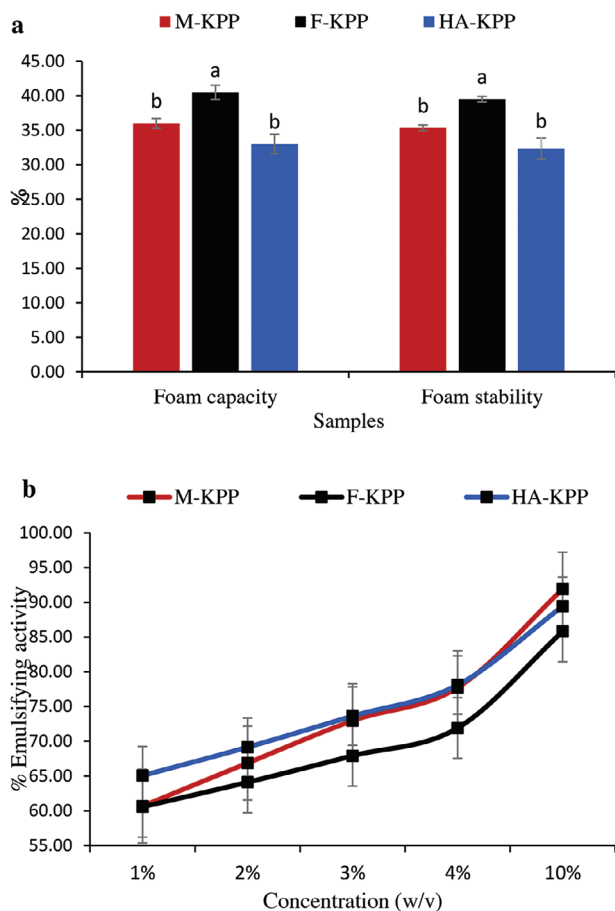 a
M-KPP F-KPP HA-KPP
45.00
40.00
35.00
30.00
25.00
20.00
15.00
10.00
5.00
0.00
%
b a b b a b
Foam capacity Foam stability
Samples
b
M-KPP F-KPP HA-KPP
100.00
95.00
90.00
85.00
80.00
75.00
70.00
65.00
60.00
55.00
% Emulsifying activity
1% 2% 3% 4% 10%
Concentration (w/v)